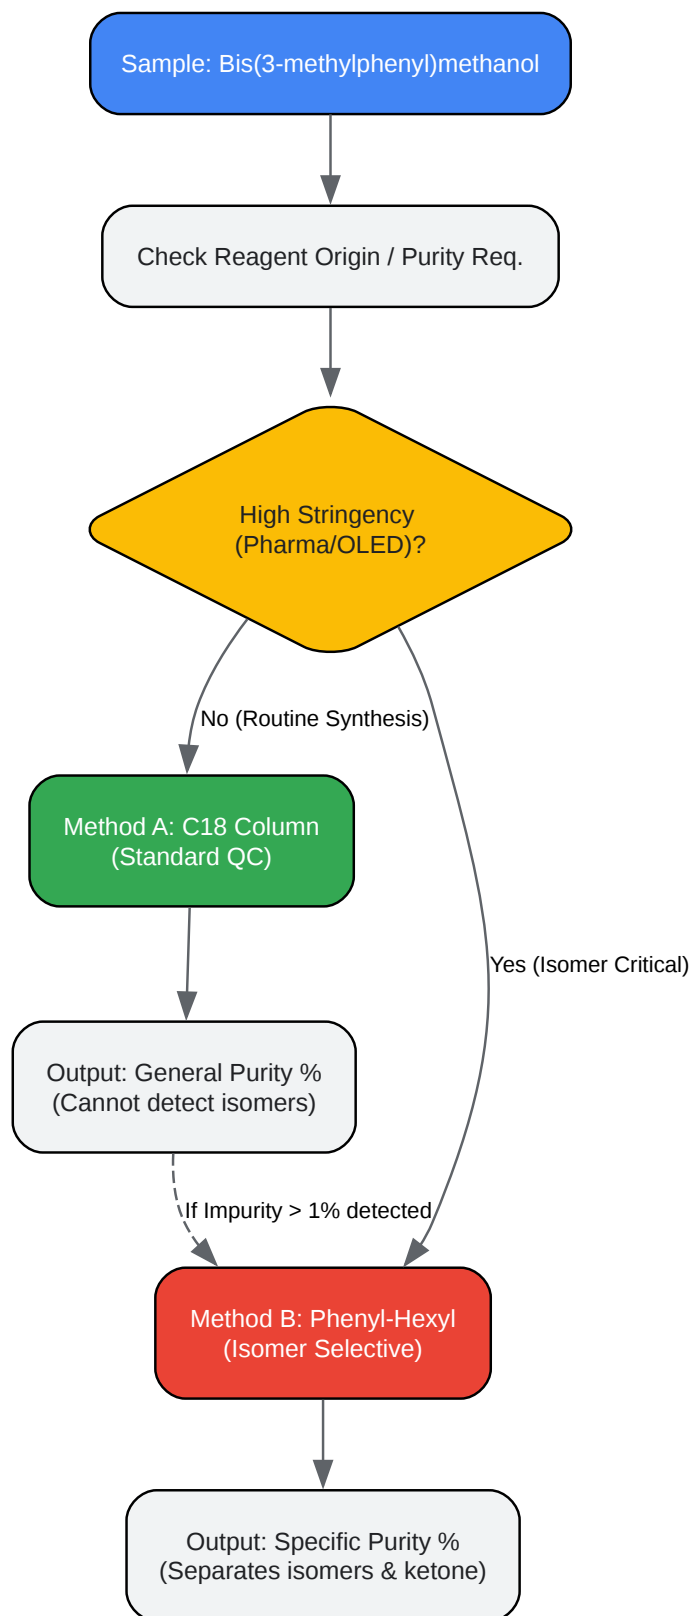 Sample: Bis(3-methylphenyl)methanol
Check Reagent Origin / Purity Req.
High Stringency
(Pharma/OLED)?
No (Routine Synthesis)
Method A: C18 Column
(Standard QC)
Yes (Isomer Critical)
Output: General Purity %
(Cannot detect isomers)
If Impurity > 1% detected
Method B: Phenyl-Hexyl
(Isomer Selective)
Output: Specific Purity %
(Separates isomers & ketone)